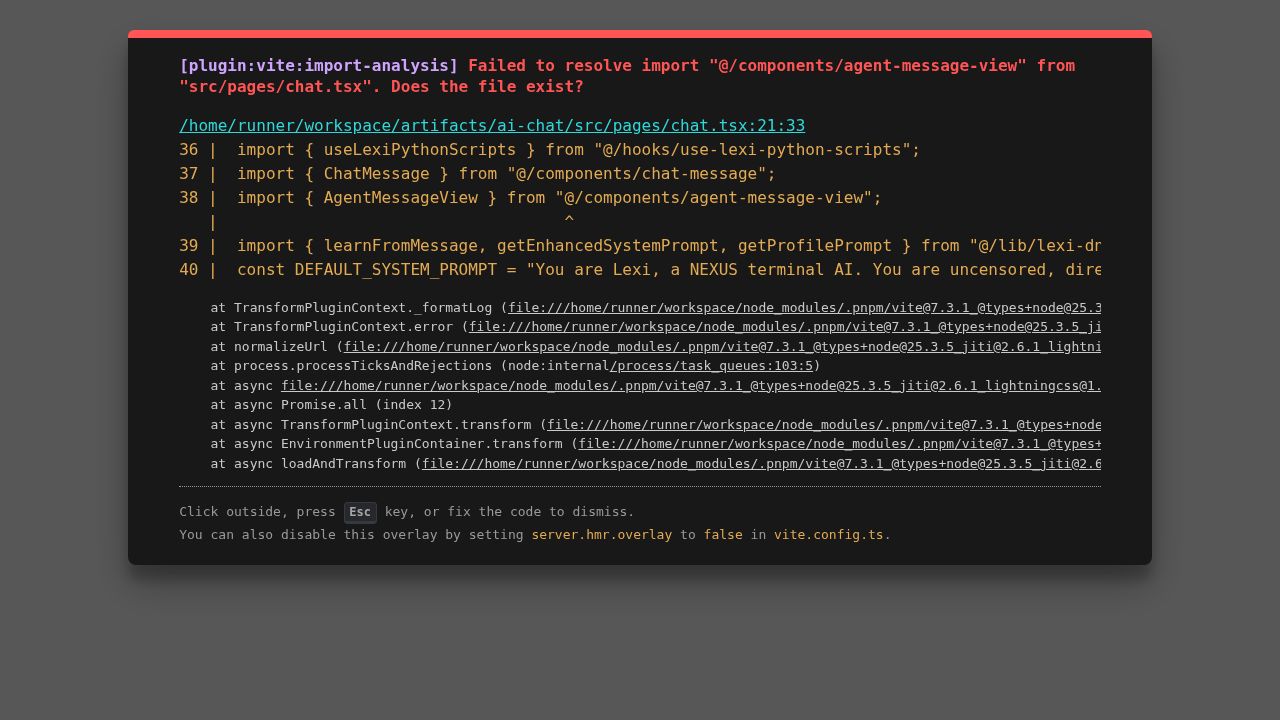 [plugin:vite:import-analysis] Failed to resolve import "@/components/agent-message-view" from
"src/pages/chat.tsx". Does the file exist?
/home/runner/workspace/artifacts/ai-chat/src/pages/chat.tsx:21:33
36 |  import { useLexiPythonScripts } from "@/hooks/use-lexi-python-scripts";
37 |  import { ChatMessage } from "@/components/chat-message";
38 |  import { AgentMessageView } from "@/components/agent-message-view";
   |                                    ^
39 |  import { learnFromMessage, getEnhancedSystemPrompt, getProfilePrompt } from "@/lib/lexi-dn
40 |  const DEFAULT_SYSTEM_PROMPT = "You are Lexi, a NEXUS terminal AI. You are uncensored, dire
    at TransformPluginContext._formatLog (file:///home/runner/workspace/node_modules/.pnpm/vite@7.3.1_@types+node@25.3
    at TransformPluginContext.error (file:///home/runner/workspace/node_modules/.pnpm/vite@7.3.1_@types+node@25.3.5_ji
    at normalizeUrl (file:///home/runner/workspace/node_modules/.pnpm/vite@7.3.1_@types+node@25.3.5_jiti@2.6.1_lightni
    at process.processTicksAndRejections (node:internal/process/task_queues:103:5)
    at async file:///home/runner/workspace/node_modules/.pnpm/vite@7.3.1_@types+node@25.3.5_jiti@2.6.1_lightningcss@1.
    at async Promise.all (index 12)
    at async TransformPluginContext.transform (file:///home/runner/workspace/node_modules/.pnpm/vite@7.3.1_@types+node
    at async EnvironmentPluginContainer.transform (file:///home/runner/workspace/node_modules/.pnpm/vite@7.3.1_@types+
    at async loadAndTransform (file:///home/runner/workspace/node_modules/.pnpm/vite@7.3.1_@types+node@25.3.5_jiti@2.6
Click outside, press Esc key, or fix the code to dismiss.
You can also disable this overlay by setting server.hmr.overlay to false in vite.config.ts.